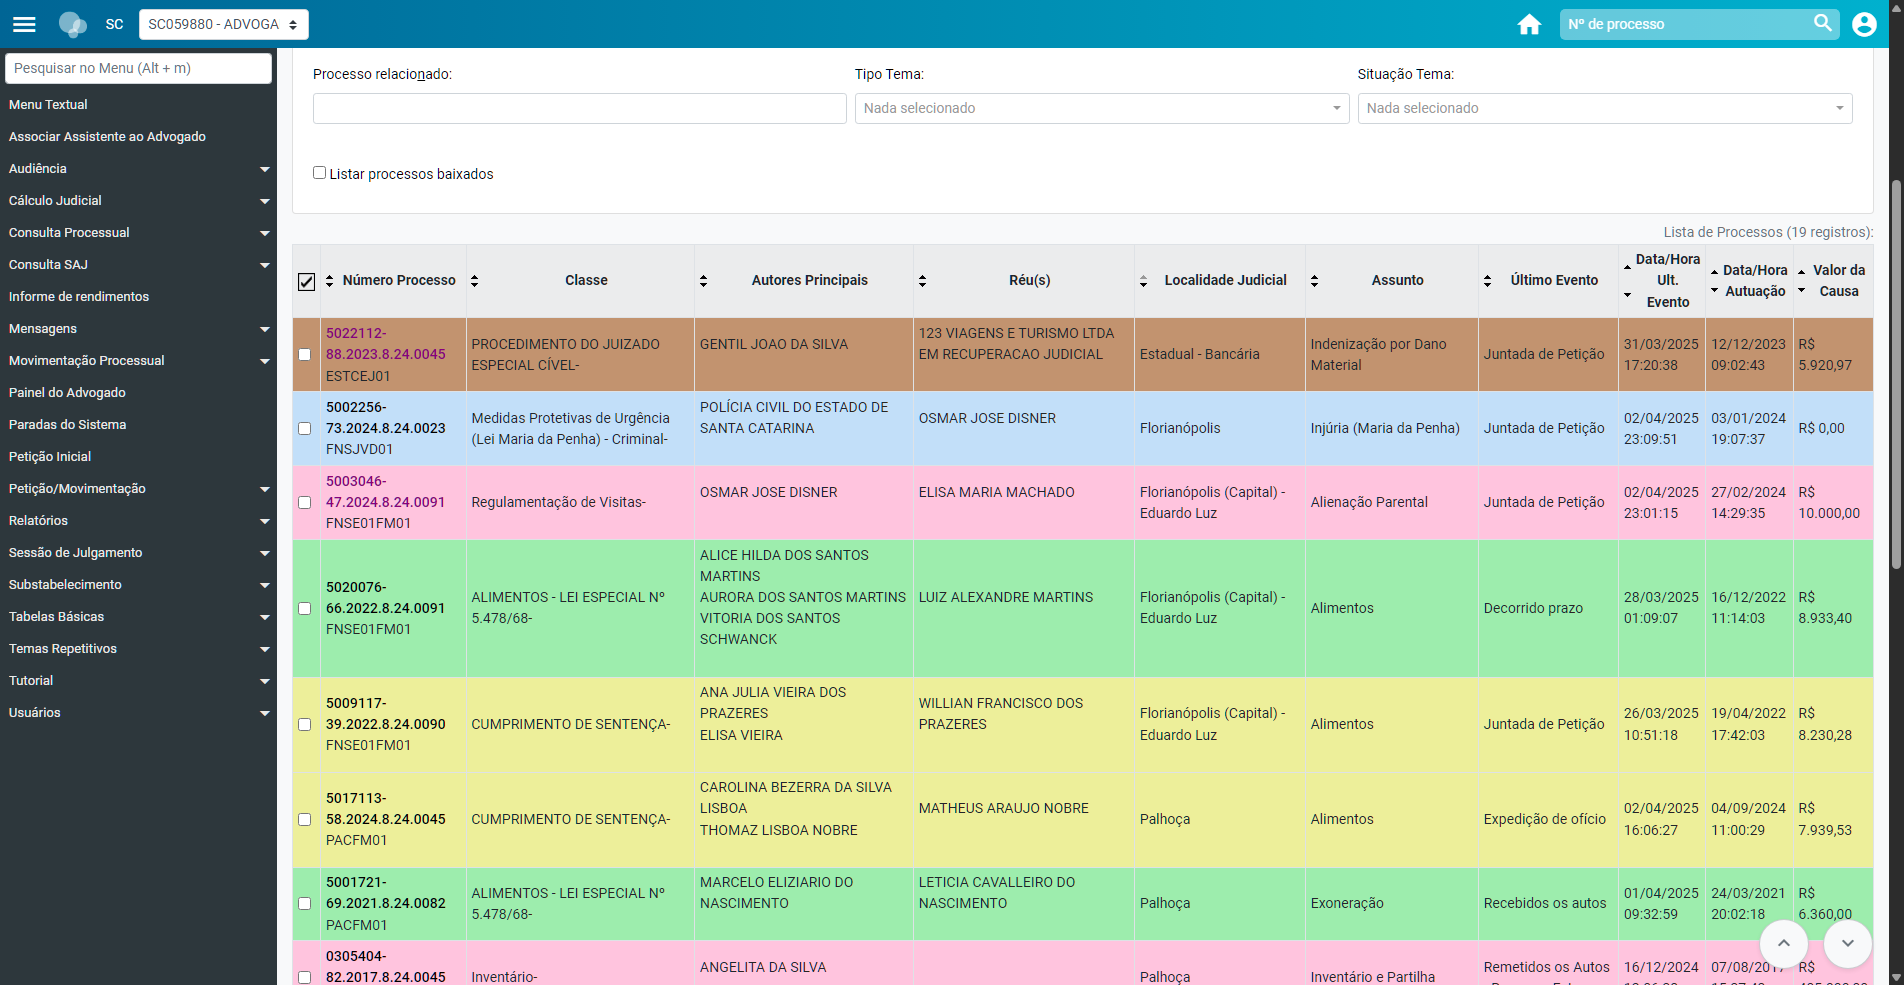 SC
SC059880 - ADVOGA
Nº de processo
Pesquisar no Menu (Alt + m)
Menu Textual
Associar Assistente ao Advogado
Audiência
Cálculo Judicial
Consulta Processual
Consulta SAJ
Informe de rendimentos
Mensagens
Movimentação Processual
Painel do Advogado
Paradas do Sistema
Petição Inicial
Petição/Movimentação
Relatórios
Sessão de Julgamento
Substabelecimento
Tabelas Básicas
Temas Repetitivos
Tutorial
Usuários
Processo relacionado:
Tipo Tema:
Situação Tema:
Nada selecionado
Nada selecionado
Listar processos baixados
Lista de Processos (19 registros):
Número Processo
Classe
Autores Principais
Réu(s)
Localidade Judicial
Assunto
Último Evento
Data/Hora
Ult.
Evento
Data/Hora
Autuação
Valor da
Causa
5022112-
88.2023.8.24.0045
ESTCEJ01
PROCEDIMENTO DO JUIZADO
ESPECIAL CÍVEL-
GENTIL JOAO DA SILVA
123 VIAGENS E TURISMO LTDA
EM RECUPERACAO JUDICIAL
Estadual - Bancária
Indenização por Dano
Material
Juntada de Petição
31/03/2025
17:20:38
12/12/2023
09:02:43
R$
5.920,97
5002256-
73.2024.8.24.0023
FNSJVD01
Medidas Protetivas de Urgência
(Lei Maria da Penha) - Criminal-
POLÍCIA CIVIL DO ESTADO DE
SANTA CATARINA
OSMAR JOSE DISNER
Florianópolis
Injúria (Maria da Penha)
Juntada de Petição
02/04/2025
23:09:51
03/01/2024
19:07:37
R$ 0,00
5003046-
47.2024.8.24.0091
FNSE01FM01
Regulamentação de Visitas-
OSMAR JOSE DISNER
ELISA MARIA MACHADO
Florianópolis (Capital) -
Eduardo Luz
Alienação Parental
Juntada de Petição
02/04/2025
23:01:15
27/02/2024
14:29:35
R$
10.000,00
5020076-
66.2022.8.24.0091
FNSE01FM01
ALIMENTOS - LEI ESPECIAL Nº
5.478/68-
ALICE HILDA DOS SANTOS
MARTINS
AURORA DOS SANTOS MARTINS
VITORIA DOS SANTOS
SCHWANCK
LUIZ ALEXANDRE MARTINS
Florianópolis (Capital) -
Eduardo Luz
Alimentos
Decorrido prazo
28/03/2025
01:09:07
16/12/2022
11:14:03
R$
8.933,40
5009117-
39.2022.8.24.0090
FNSE01FM01
CUMPRIMENTO DE SENTENÇA-
ANA JULIA VIEIRA DOS
PRAZERES
ELISA VIEIRA
WILLIAN FRANCISCO DOS
PRAZERES
Florianópolis (Capital) -
Eduardo Luz
Alimentos
Juntada de Petição
26/03/2025
10:51:18
19/04/2022
17:42:03
R$
8.230,28
5017113-
58.2024.8.24.0045
PACFM01
CUMPRIMENTO DE SENTENÇA-
CAROLINA BEZERRA DA SILVA
LISBOA
THOMAZ LISBOA NOBRE
MATHEUS ARAUJO NOBRE
Palhoça
Alimentos
Expedição de ofício
02/04/2025
16:06:27
04/09/2024
11:00:29
R$
7.939,53
5001721-
69.2021.8.24.0082
PACFM01
ALIMENTOS - LEI ESPECIAL Nº
5.478/68-
MARCELO ELIZIARIO DO
NASCIMENTO
LETICIA CAVALLEIRO DO
NASCIMENTO
Palhoça
Exoneração
Recebidos os autos
01/04/2025
09:32:59
24/03/2021
20:02:18
R$
6.360,00
0305404-
82.2017.8.24.0045
Inventário-
ANGELITA DA SILVA
Palhoça
Inventário e Partilha
Remetidos os Autos
16/12/2024
07/08/2017
R$